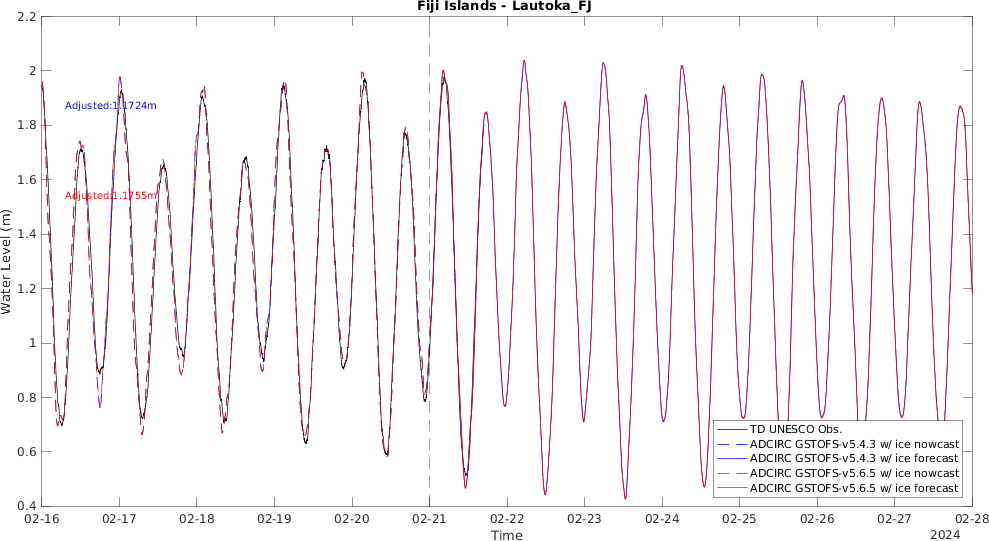 Fiji Islands - Lautoka_FJ
2.2
2
1.8
1.6
1.4
1.2
1
0.8
0.6
0.4
Water Level (m)
Adjusted:1.1724m
Adjusted:1.1755m
TD UNESCO Obs.
ADCIRC GSTOFS-v5.4.3 w/ ice nowcast
ADCIRC GSTOFS-v5.4.3 w/ ice forecast
ADCIRC GSTOFS-v5.6.5 w/ ice nowcast
ADCIRC GSTOFS-v5.6.5 w/ ice forecast
02-16 02-17 02-18 02-19 02-20 02-21 02-22 02-23 02-24 02-25 02-26 02-27 02-28
Time
2024